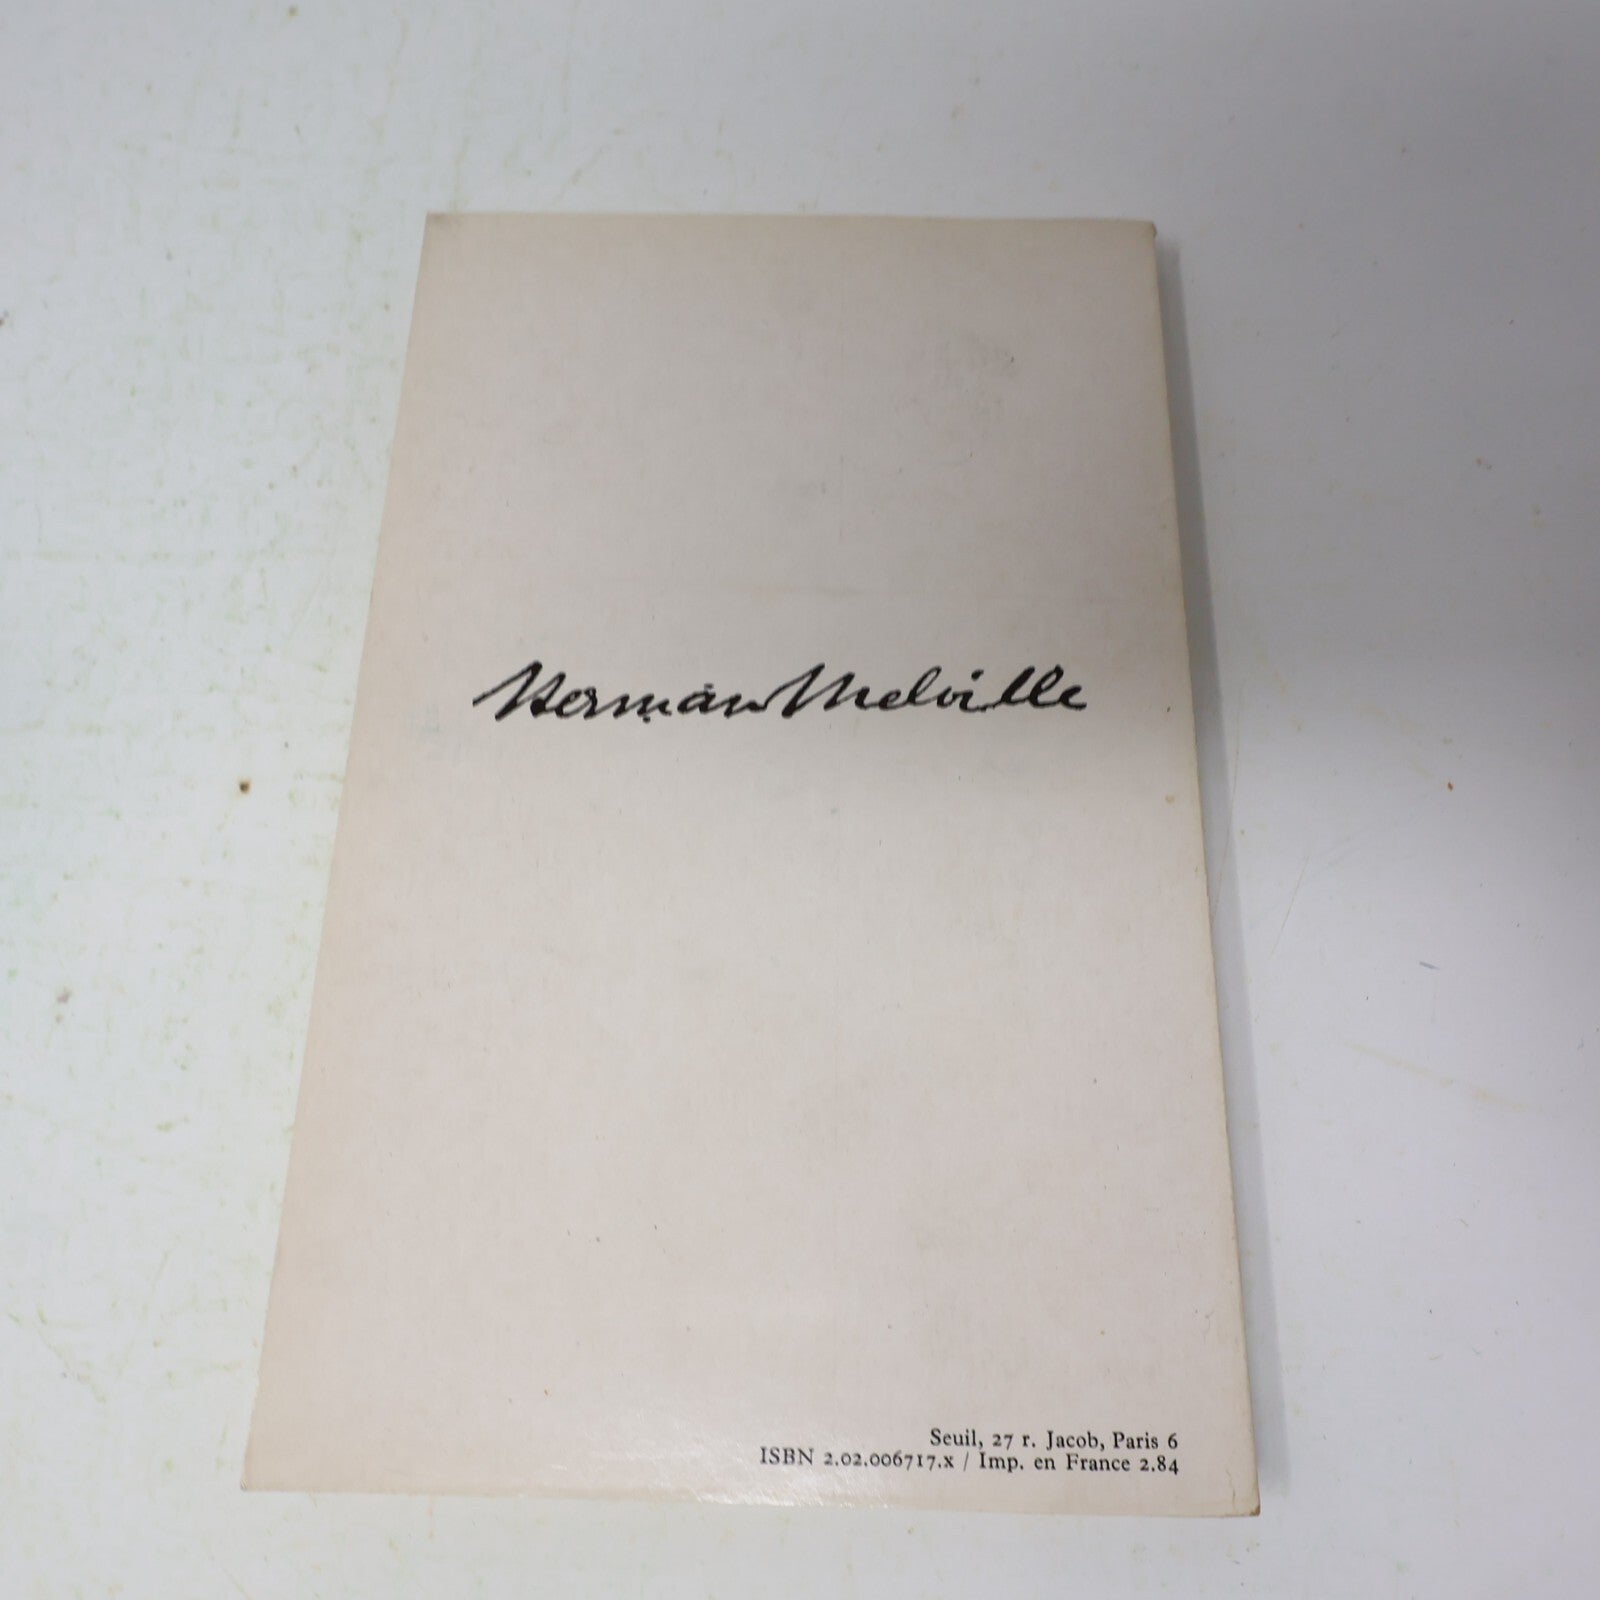 Herman Melville
Seuil, 27 r. Jacob, Paris 6
ISBN 2.02.006717.x / Imp. en France 2.84